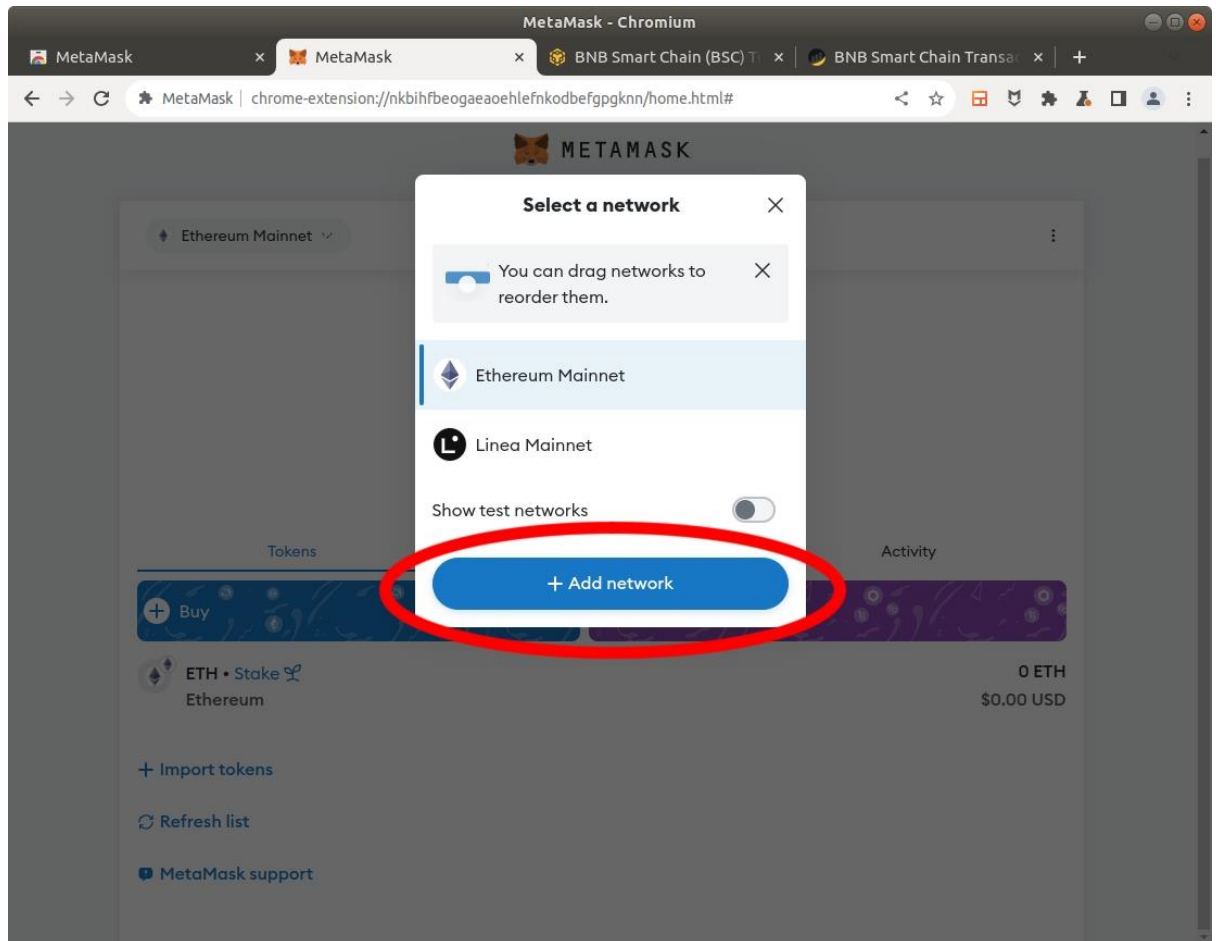 MetaMask - Chromium
MetaMask
MetaMask
BNB Smart Chain (BSC) T
BNB Smart Chain Transac
MetaMask
chrome-extension://nkbihfbeogaeaoehlefnkodbefgpgknn/home.html#
METAMASK
Select a network
Ethereum Mainnet
You can drag networks to
reorder them.
Ethereum Mainnet
Linea Mainnet
Show test networks
Tokens
Activity
+ Add network
Buy
ETH • Stake
0 ETH
Ethereum
$0.00 USD
+ Import tokens
Refresh list
MetaMask support